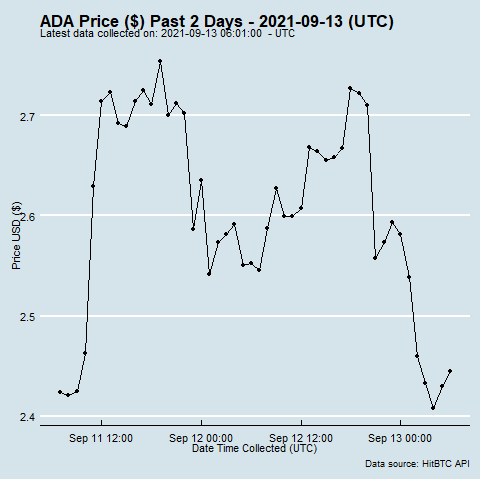 ADA Price ($) Past 2 Days - 2021-09-13 (UTC)
Latest data collected on: 2021-09-13 06:01:00 - UTC
Price USD ($)
2.7
2.6
2.5
2.4
Sep 11 12:00
Sep 12 00:00
Sep 12 12:00
Sep 13 00:00
Date Time Collected (UTC)
Data source: HitBTC API